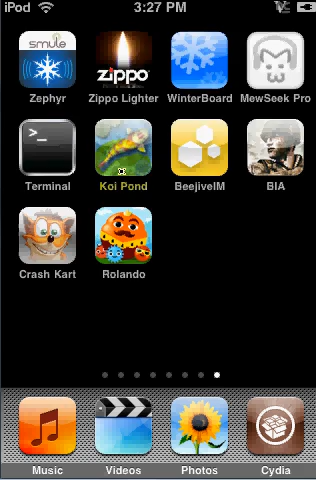 iPod 3:27 PM
smule
zippo
Zephyr Zippo Lighter WinterBoard MewSeek Pro
>_
Terminal Koi Pond BeejiveIM BIA
Crash Kart Rolando
Music Videos Photos Cydia